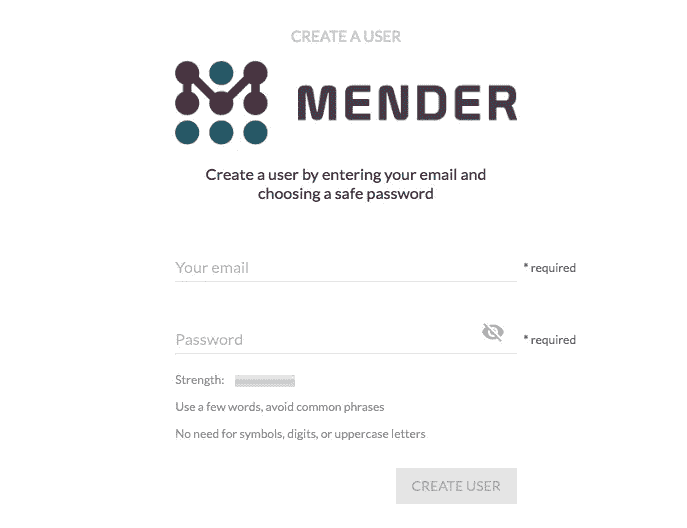 CREATE A USER
MENDER
Create a user by entering your email and
choosing a safe password
Your email
* required
Password
* required
Strength:
Use a few words, avoid common phrases
No need for symbols, digits, or uppercase letters
CREATE USER